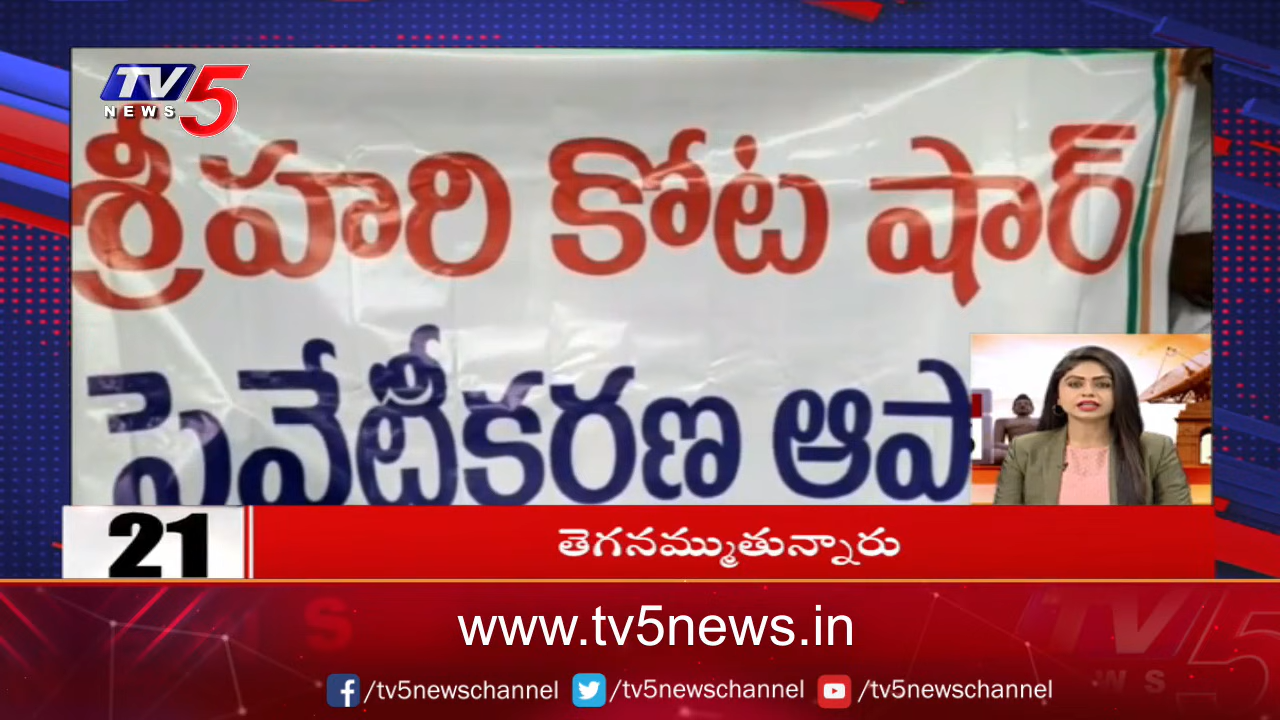 TV5
NEWS
శ్రీహరి కోట షార్
పైవేటీకరణ ఆపా
21
తెగనమ్ముతున్నారు
www.tv5news.in
/tv5newschannel
/tv5newschannel
/tv5newschannel